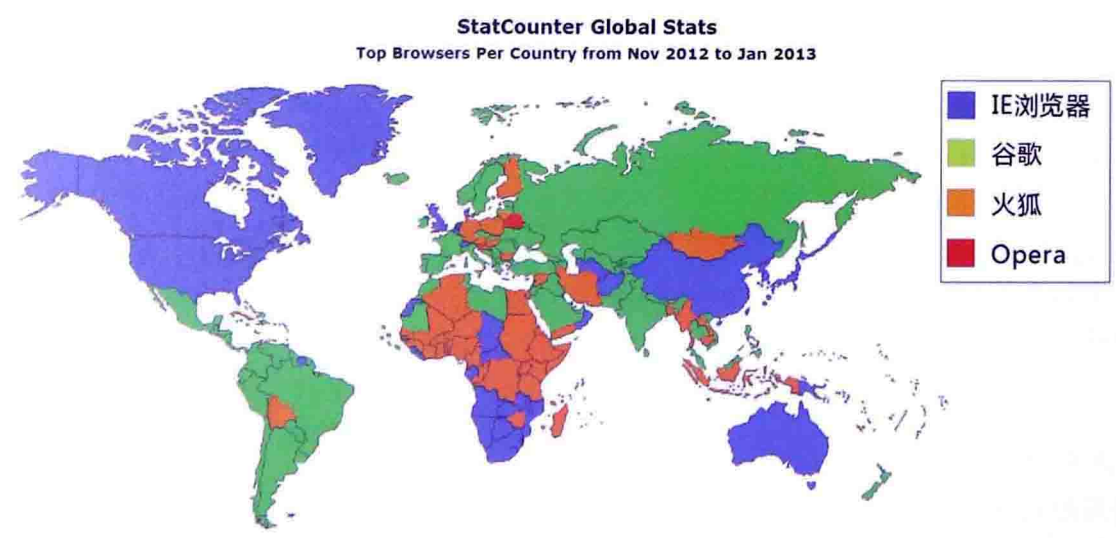 StatCounter Global Stats
Top Browsers Per Country from Nov 2012 to Jan 2013
IE浏览器
谷歌
火狐
Opera